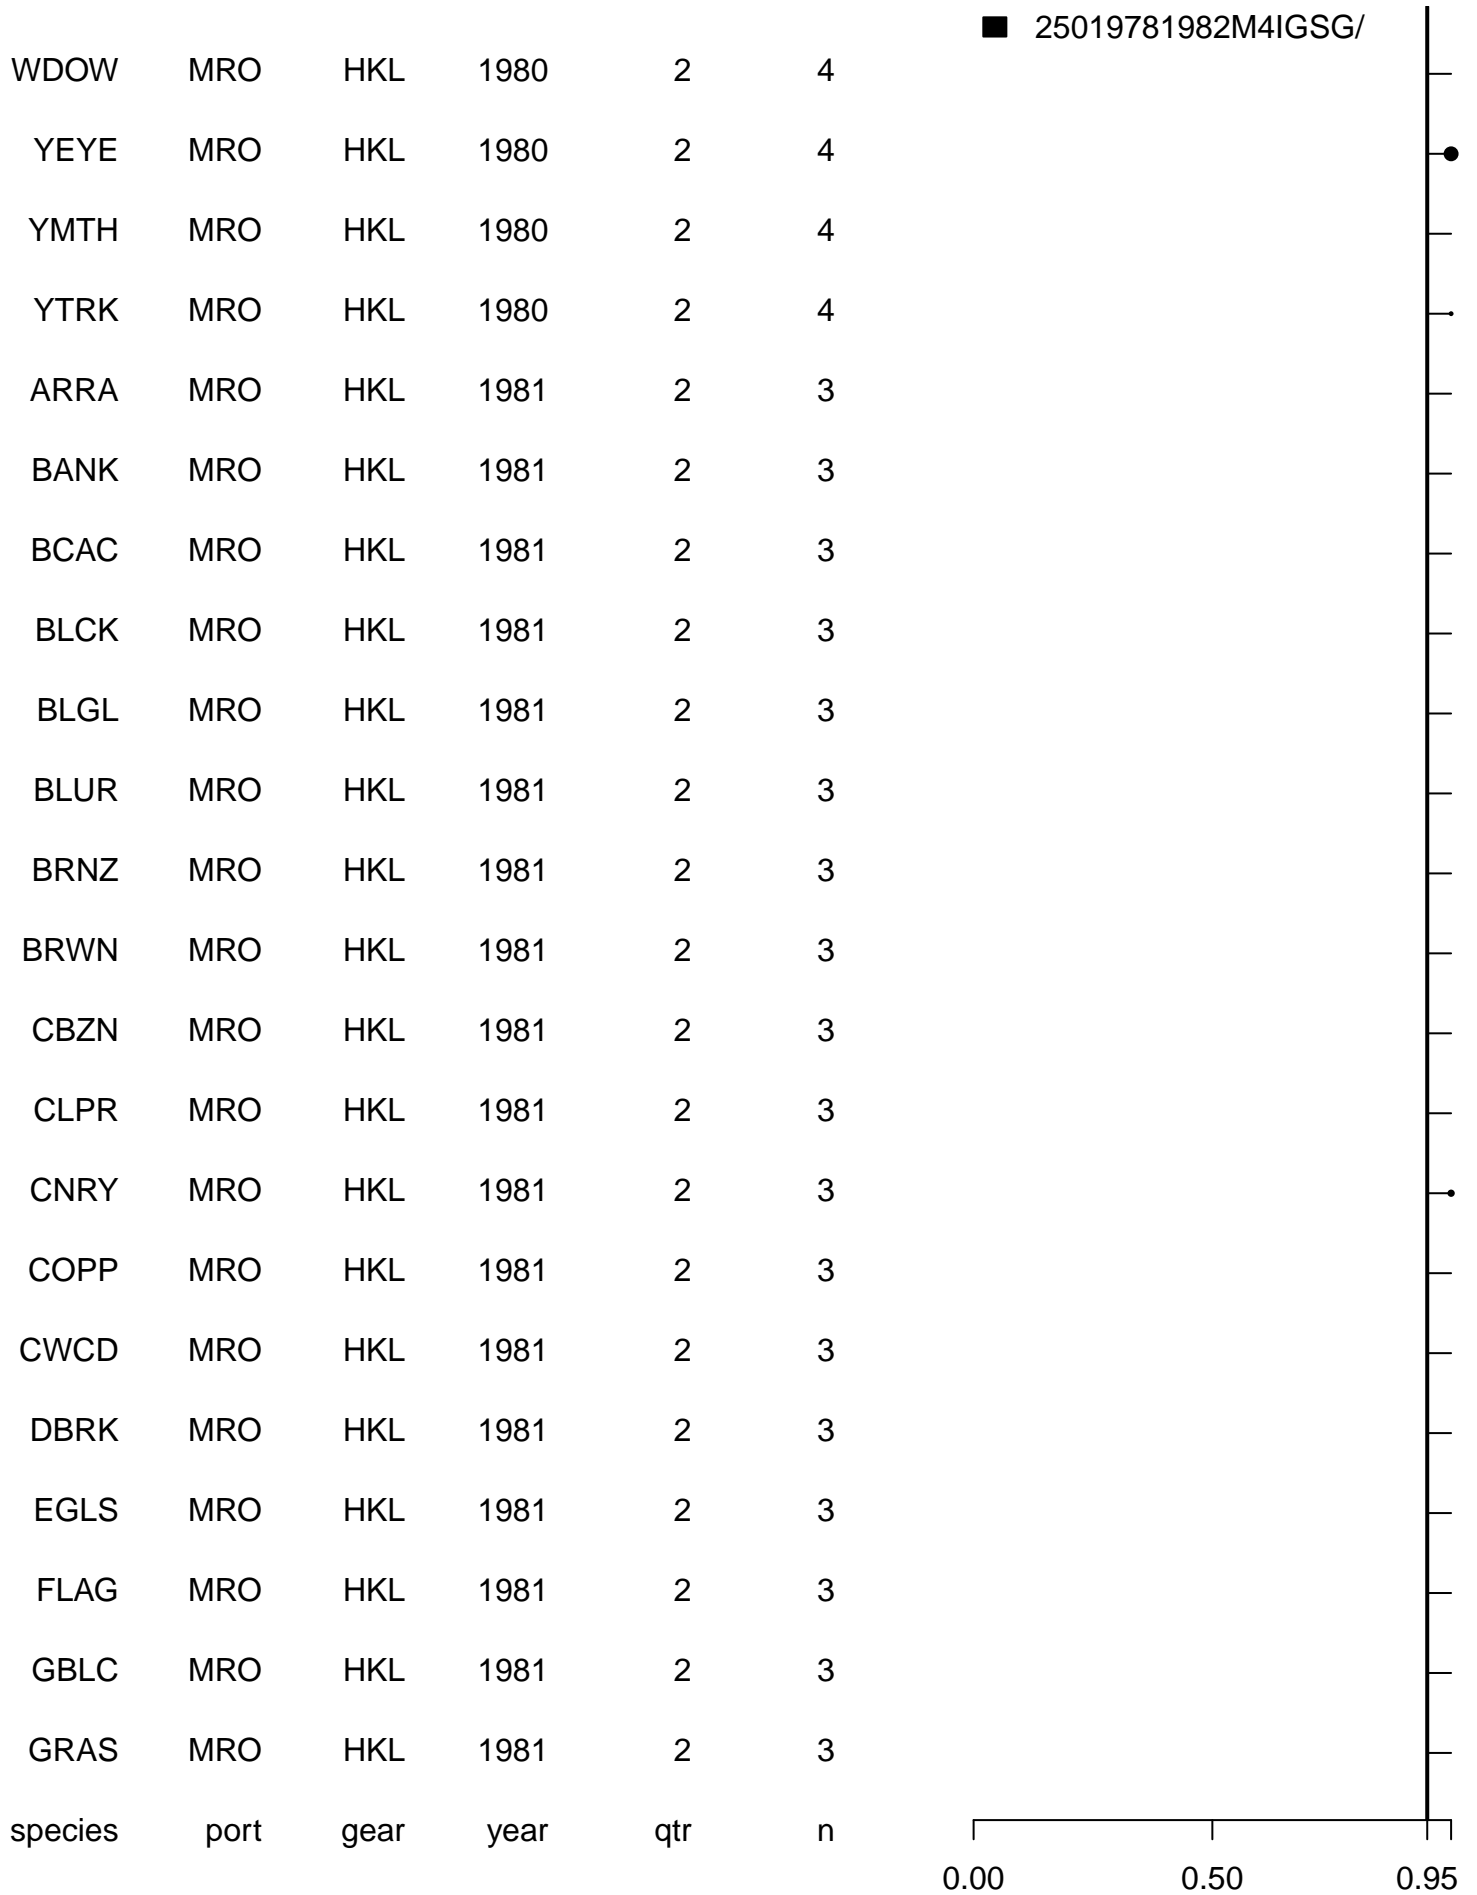 25019781982M4IGSG/
WDOW MRO HKL 1980 2 4
YEYE MRO HKL 1980 2 4
YMTH MRO HKL 1980 2 4
YTRK MRO HKL 1980 2 4
ARRA MRO HKL 1981 2 3
BANK MRO HKL 1981 2 3
BCAC MRO HKL 1981 2 3
BLCK MRO HKL 1981 2 3
BLGL MRO HKL 1981 2 3
BLUR MRO HKL 1981 2 3
BRNZ MRO HKL 1981 2 3
BRWN MRO HKL 1981 2 3
CBZN MRO HKL 1981 2 3
CLPR MRO HKL 1981 2 3
CNRY MRO HKL 1981 2 3
COPP MRO HKL 1981 2 3
CWCD MRO HKL 1981 2 3
DBRK MRO HKL 1981 2 3
EGLS MRO HKL 1981 2 3
FLAG MRO HKL 1981 2 3
GBLC MRO HKL 1981 2 3
GRAS MRO HKL 1981 2 3
species port gear year qtr n
0.00 0.50 0.95